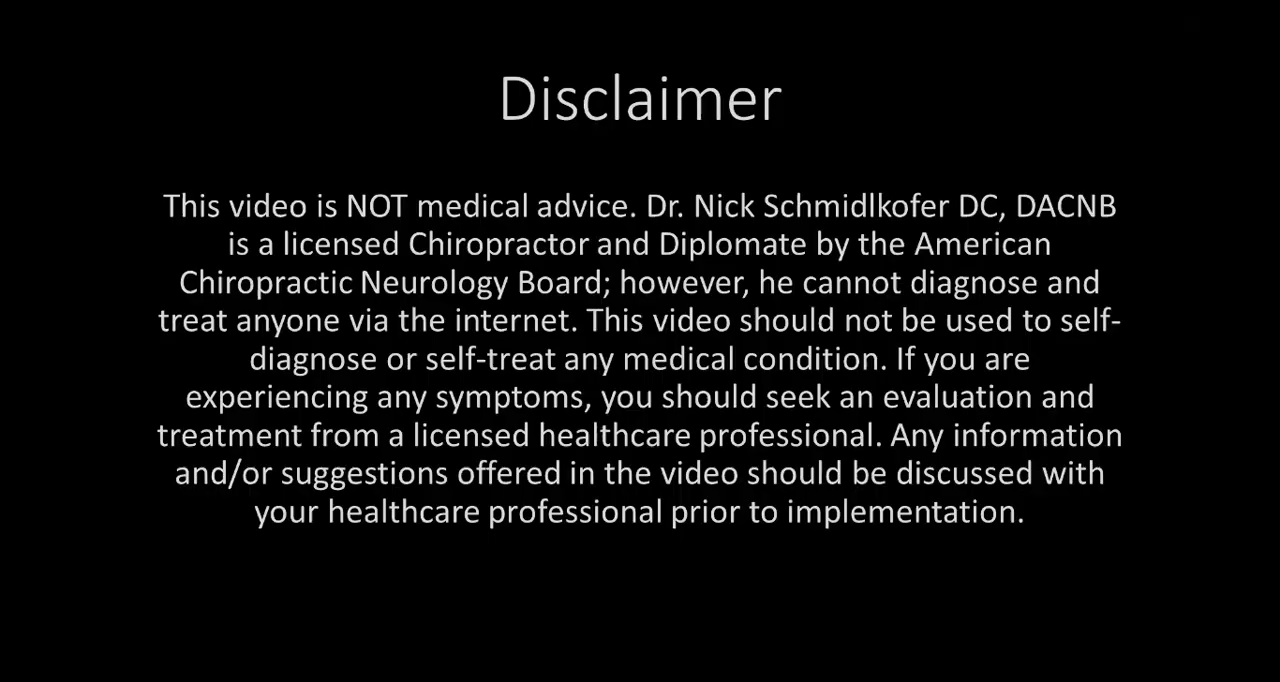 Disclaimer
This video is NOT medical advice. Dr. Nick Schmidlkofer DC, DACNB
is a licensed Chiropractor and Diplomate by the American
Chiropractic Neurology Board; however, he cannot diagnose and
treat anyone via the internet. This video should not be used to self-
diagnose or self-treat any medical condition. If you are
experiencing any symptoms, you should seek an evaluation and
treatment from a licensed healthcare professional. Any information
and/or suggestions offered in the video should be discussed with
your healthcare professional prior to implementation.